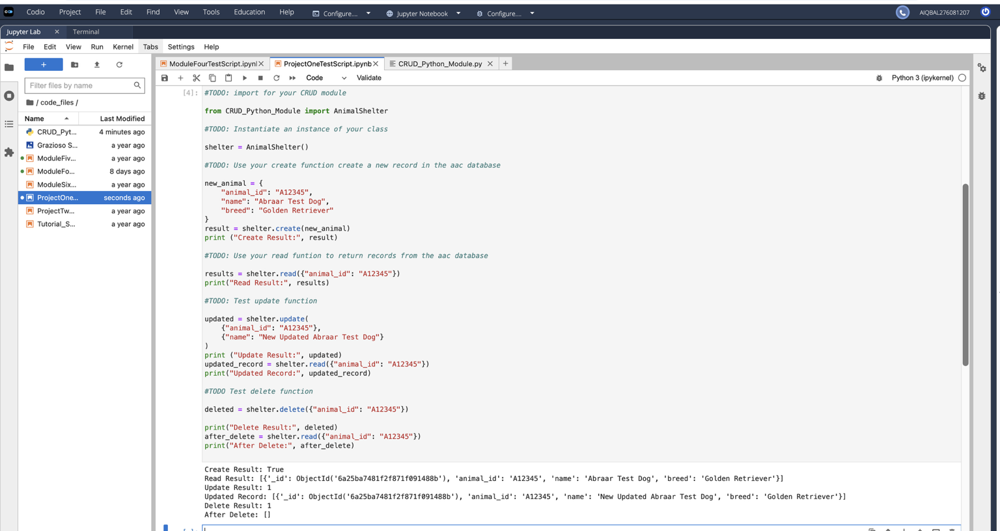 Codio Project File Edit Find View Tools Education Help Configure.... Jupyter Notebook Configure.... AIQBAL276081207
Jupyter Lab Terminal
File Edit View Run Kernel Tabs Settings Help
ModuleFourTestScript.ipynl ProjectOneTestScript.ipynb CRUD_Python_Module.py
Code Validate Python 3 (ipykernel)
Filter files by name
/ code_files /
Name Last Modified
CRUD_Pyt... 4 minutes ago
Grazioso S... a year ago
ModuleFiv... a year ago
ModuleFo... 8 days ago
ModuleSix... a year ago
ProjectOne... seconds ago
ProjectTw... a year ago
Tutorial_S... a year ago
[4]: #TODO: import for your CRUD module
from CRUD_Python_Module import AnimalShelter
#TODO: Instantiate an instance of your class
shelter = AnimalShelter()
#TODO: Use your create function create a new record in the aac database
new_animal = {
"animal_id": "A12345",
"name": "Abraar Test Dog",
"breed": "Golden Retriever"
}
result = shelter.create(new_animal)
print ("Create Result:", result)
#TODO: Use your read funtion to return records from the aac database
results = shelter.read({"animal_id": "A12345"})
print("Read Result:", results)
#TODO: Test update function
updated = shelter.update(
{"animal_id": "A12345"},
{"name": "New Updated Abraar Test Dog"}
)
print ("Update Result:", updated)
updated_record = shelter.read({"animal_id": "A12345"})
print("Updated Record:", updated_record)
#TODO Test delete function
deleted = shelter.delete({"animal_id": "A12345"})
print("Delete Result:", deleted)
after_delete = shelter.read({"animal_id": "A12345"})
print("After Delete:", after_delete)
Create Result: True
Read Result: [{'_id': ObjectId('6a25ba7481f2f871f091488b'), 'animal_id': 'A12345', 'name': 'Abraar Test Dog', 'breed': 'Golden Retriever'}]
Update Result: 1
Updated Record: [{'_id': ObjectId('6a25ba7481f2f871f091488b'), 'animal_id': 'A12345', 'name': 'New Updated Abraar Test Dog', 'breed': 'Golden Retriever'}]
Delete Result: 1
After Delete: []